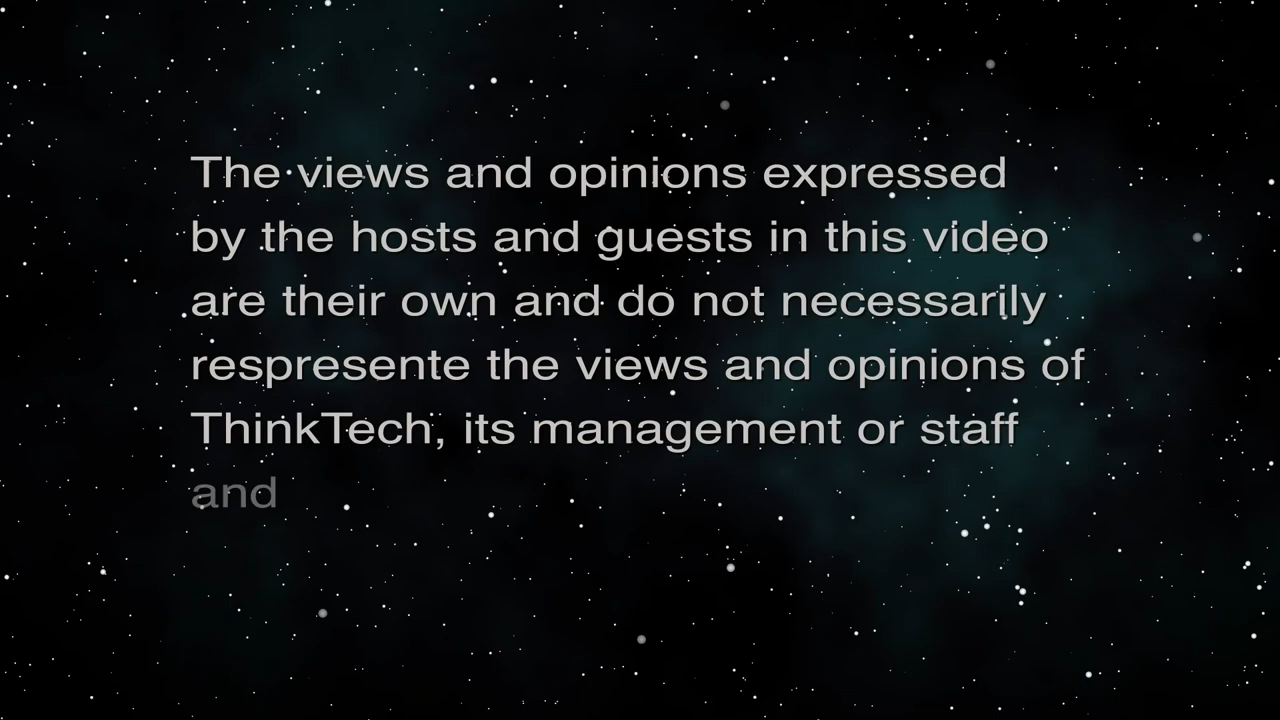 The views and opinions expressed
by the hosts and guests in this video
are their own and do not necessarily
respresente the views and opinions of
ThinkTech, its management or staff
and